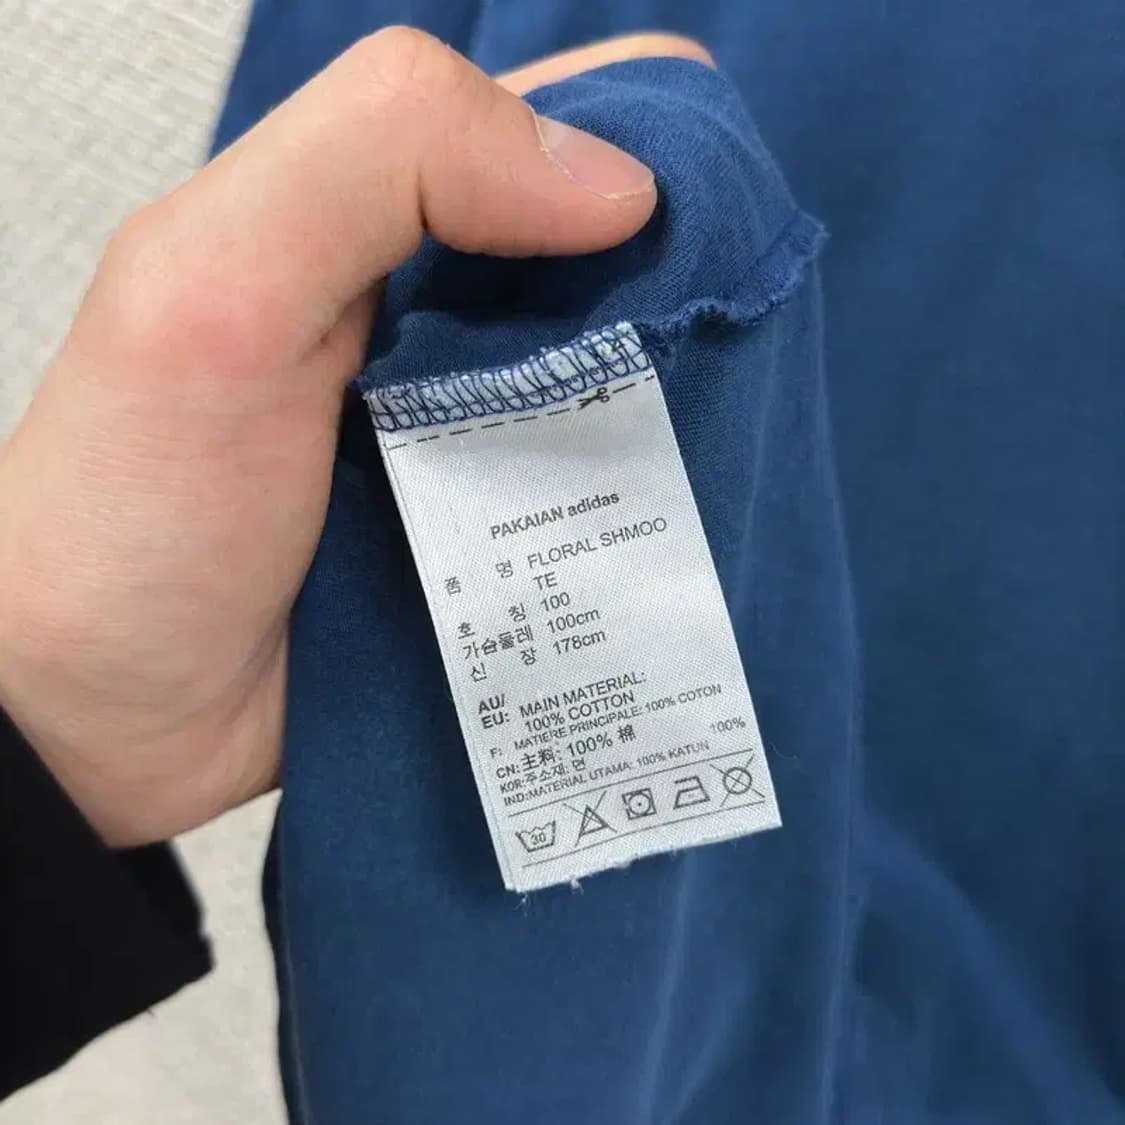 PAKAIAN adidas
품 명 FLORAL SHMOO
TE
호 칭 100
가슴둘레 100cm
신 장 178cm
AU/
EU: MAIN MATERIAL:
100% COTTON
F: MATIERE PRINCIPALE: 100% COTON
CN: 主料: 100% 棉
KOR:주소재: 면 100%
IND:MATERIAL UTAMA: 100% KATUN
30